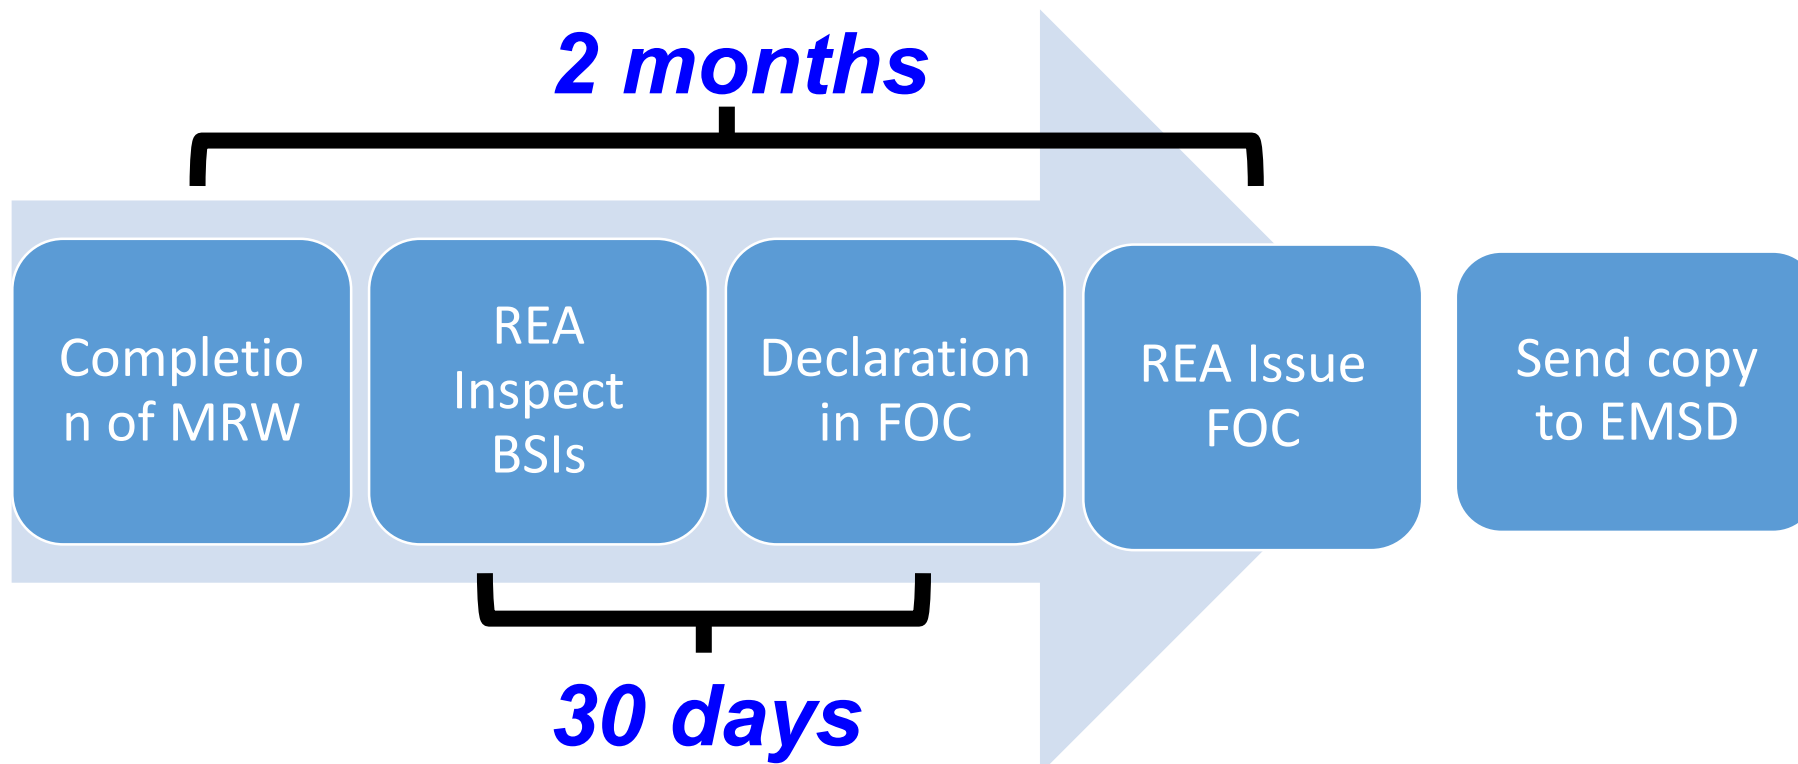 2 months
Completio
n of MRW
REA
Inspect
BSIs
Declaration
in FOC
REA Issue
FOC
Send copy
to EMSD
30 days